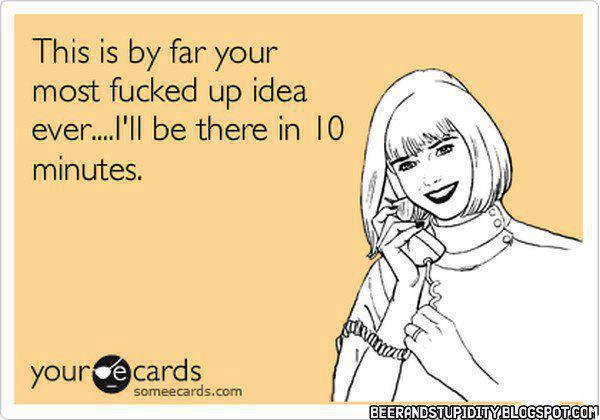 This is by far your
most fucked up idea
ever....I'll be there in 10
minutes.
your e cards
someecards.com
BEERANDSTUPIDITY.BLOGSPOT.COM